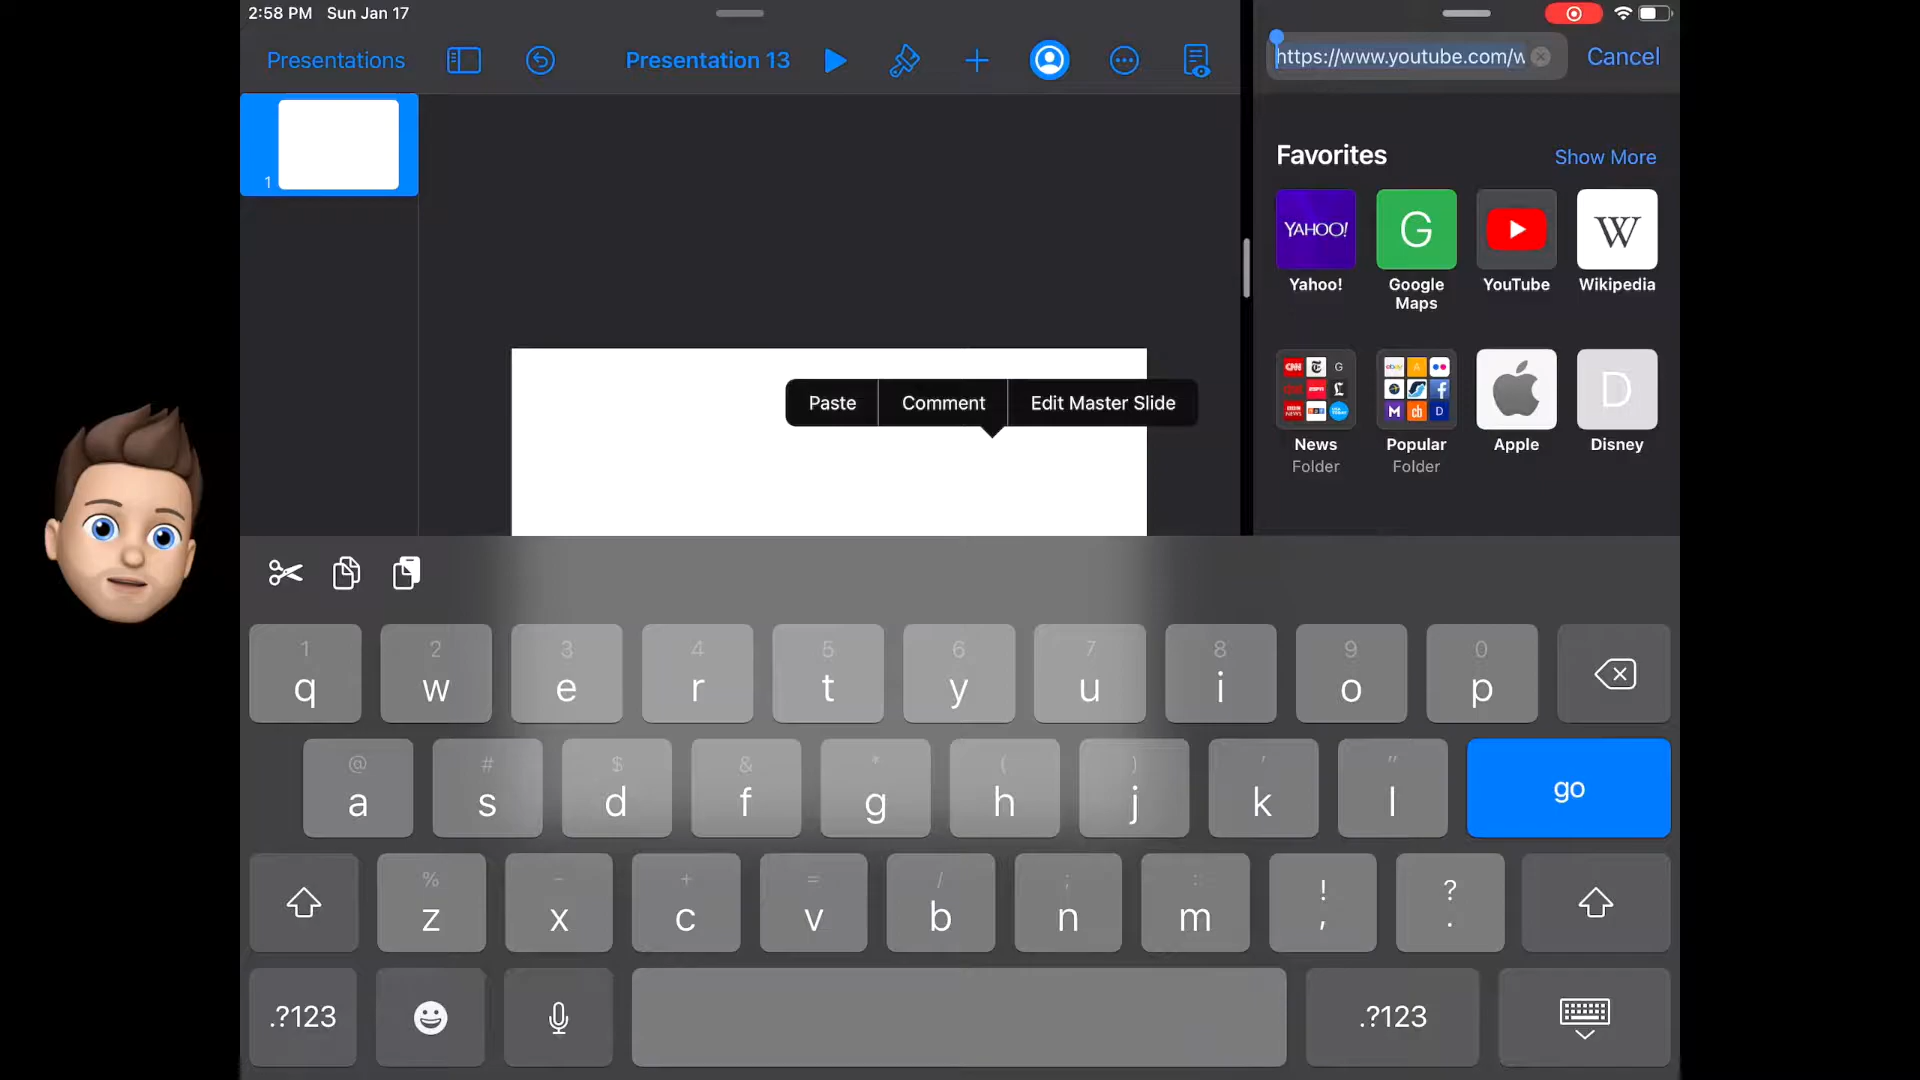 2:58 PM Sun Jan 17
Presentations
Presentation 13
https://www.youtube.com/w
Cancel
1
Favorites
Show More
YAHOO!
G
W
Yahoo!
Google
Maps
YouTube
Wikipedia
D
News
Folder
Popular
Folder
Apple
Disney
Paste
Comment
Edit Master Slide
1 2 3 4 5 6 7 8 9 0
q w e r t y u i o p
@ # $ & * ( ) ' "
a s d f g h j k l
go
% - + = / ; : ! ?
z x c v b n m , .
.?123
.?123